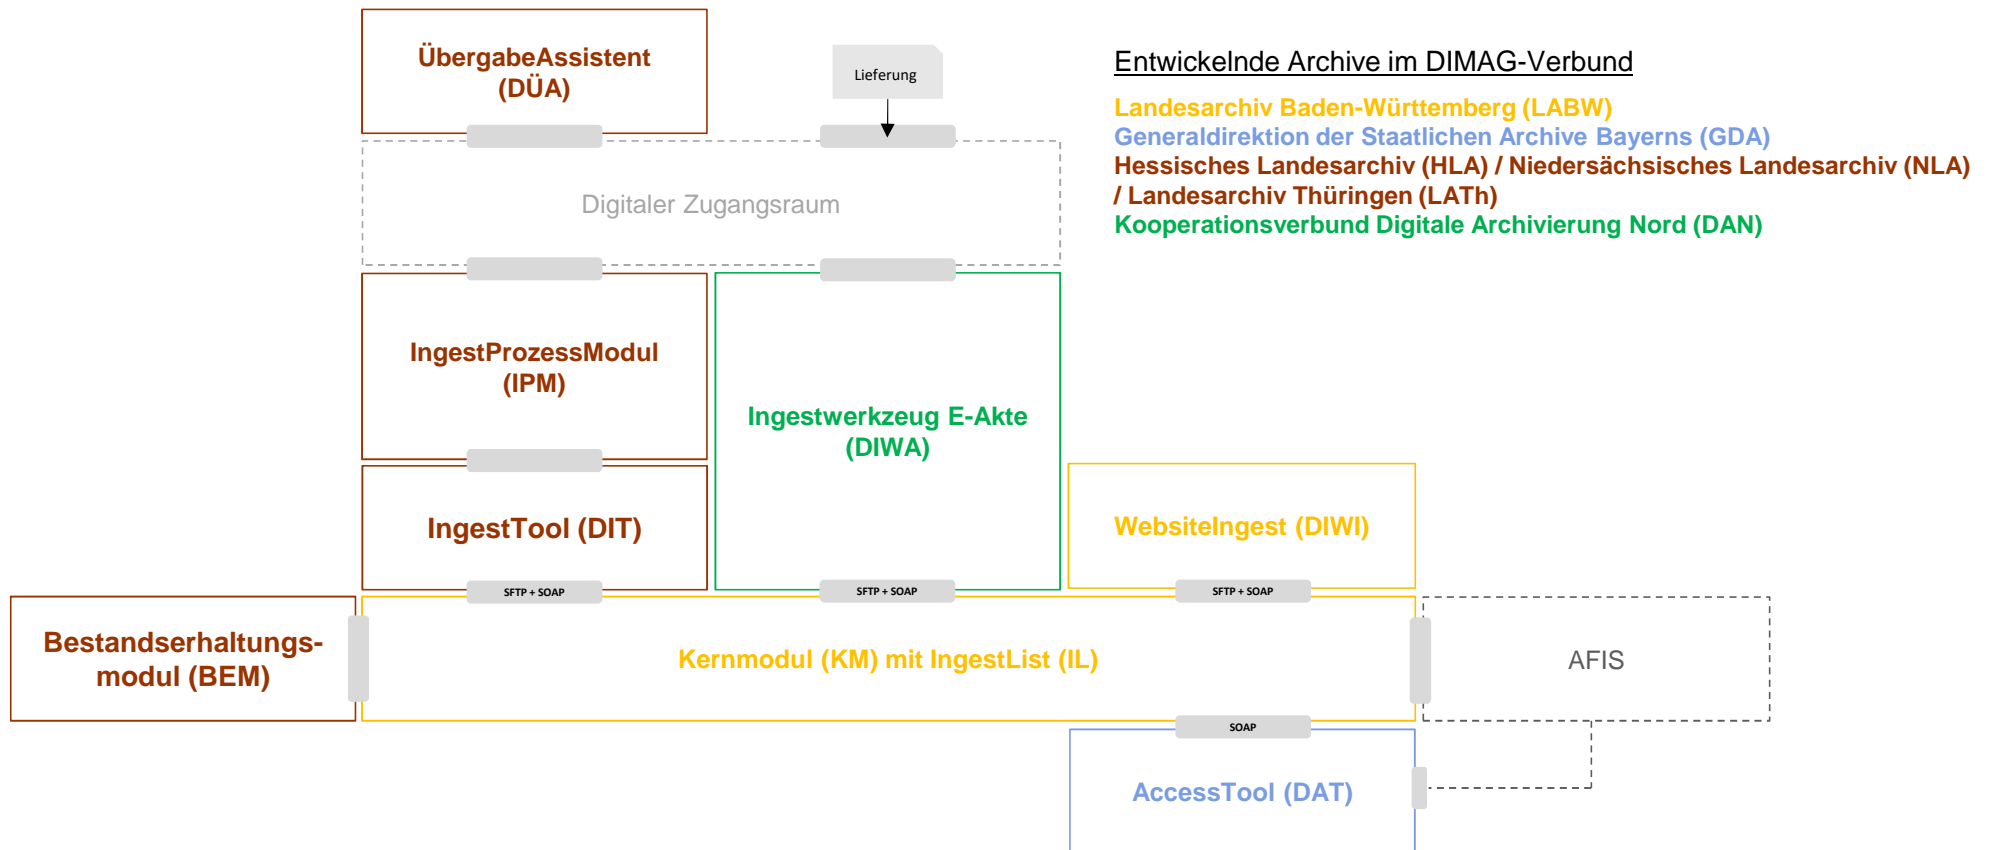 ÜbergabeAssistent
(DÜA)
Lieferung
Entwickelnde Archive im DIMAG-Verbund
Landesarchiv Baden-Württemberg (LABW)
Generaldirektion der Staatlichen Archive Bayerns (GDA)
Hessisches Landesarchiv (HLA) / Niedersächsisches Landesarchiv (NLA)
/ Landesarchiv Thüringen (LATh)
Kooperationsverbund Digitale Archivierung Nord (DAN)
Digitaler Zugangsraum
IngestProzessModul
(IPM)
Ingestwerkzeug E-Akte
(DIWA)
IngestTool (DIT)
WebsiteIngest (DIWI)
SFTP + SOAP
SFTP + SOAP
SFTP + SOAP
Bestandserhaltungs-
modul (BEM)
Kernmodul (KM) mit IngestList (IL)
AFIS
SOAP
AccessTool (DAT)